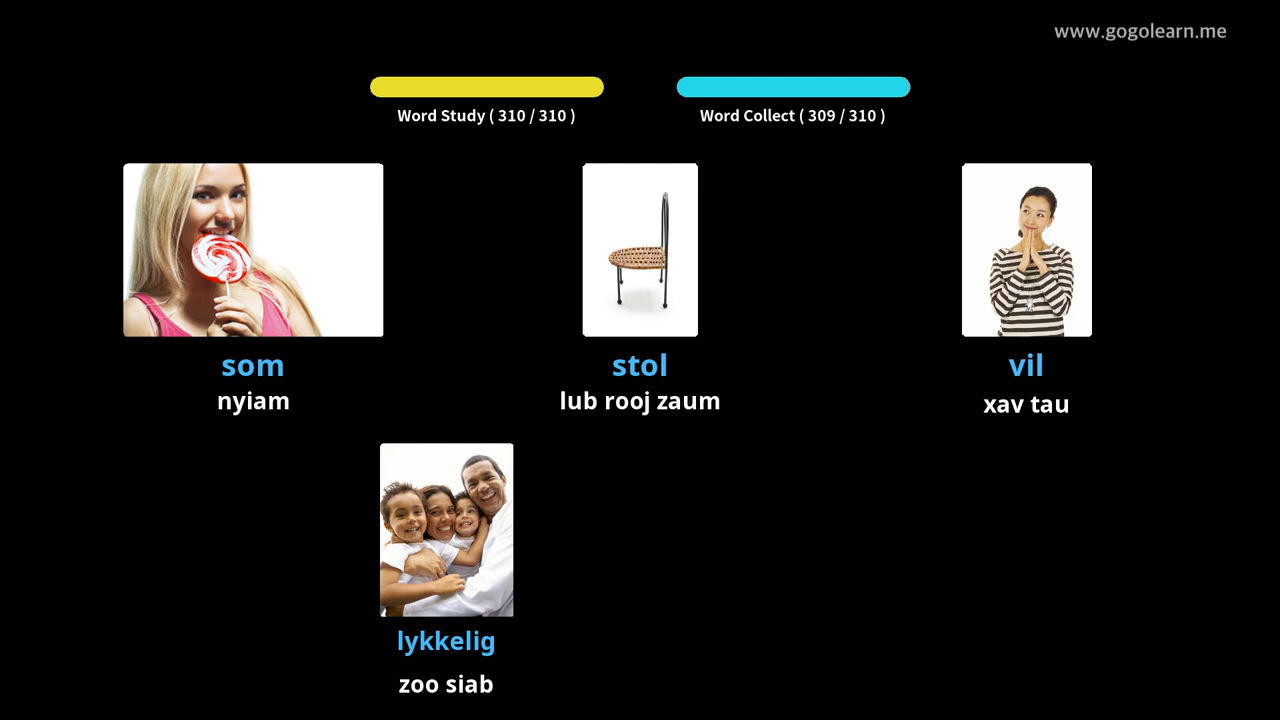 www.gogolearn.me
Word Study ( 310 / 310 )
Word Collect ( 309 / 310 )
som
stol
vil
nyiam
lub rooj zaum
xav tau
lykkelig
zoo siab